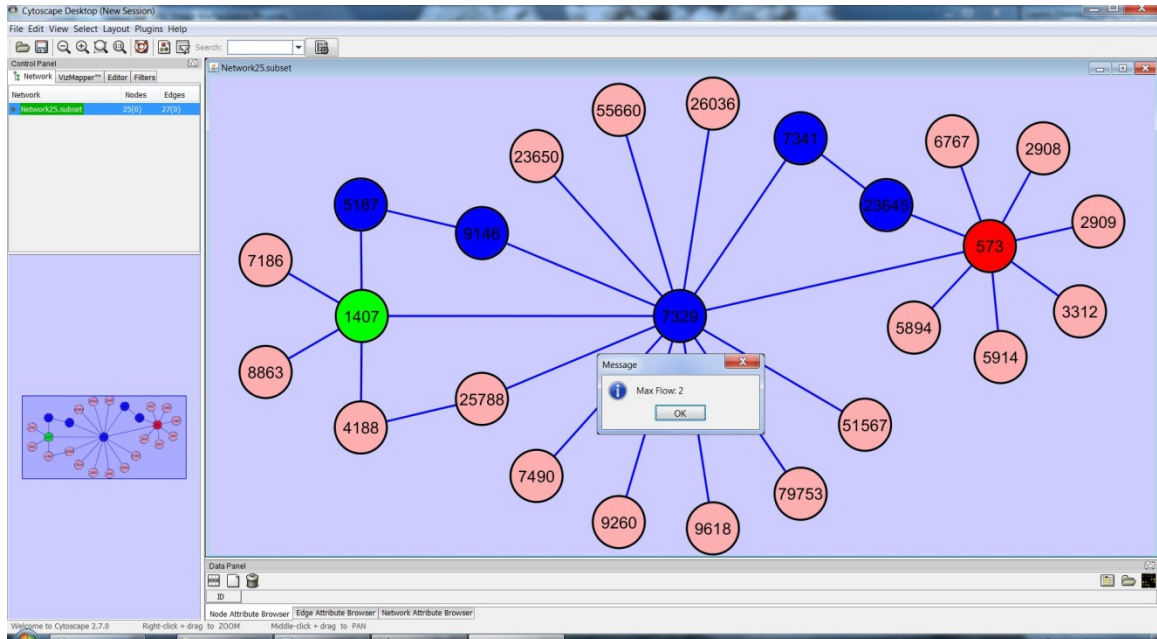 Cytoscape Desktop (New Session)
File Edit View Select Layout Plugins Help
Search:
Control Panel
Network VizMapper™ Editor Filters
Network Nodes Edges
Network25.subset 25(0) 27(0)
Network25.subset
55660
26036
7341
6767
2908
23650
5187
23645
2909
9146
573
7186
1407
7329
3312
5894
5914
8863
25788
4188
51567
7490
79753
9260
9618
Message
Max Flow: 2
OK
Data Panel
ID
Node Attribute Browser Edge Attribute Browser Network Attribute Browser
Welcome to Cytoscape 2.7.0 Right-click + drag to ZOOM Middle-click + drag to PAN